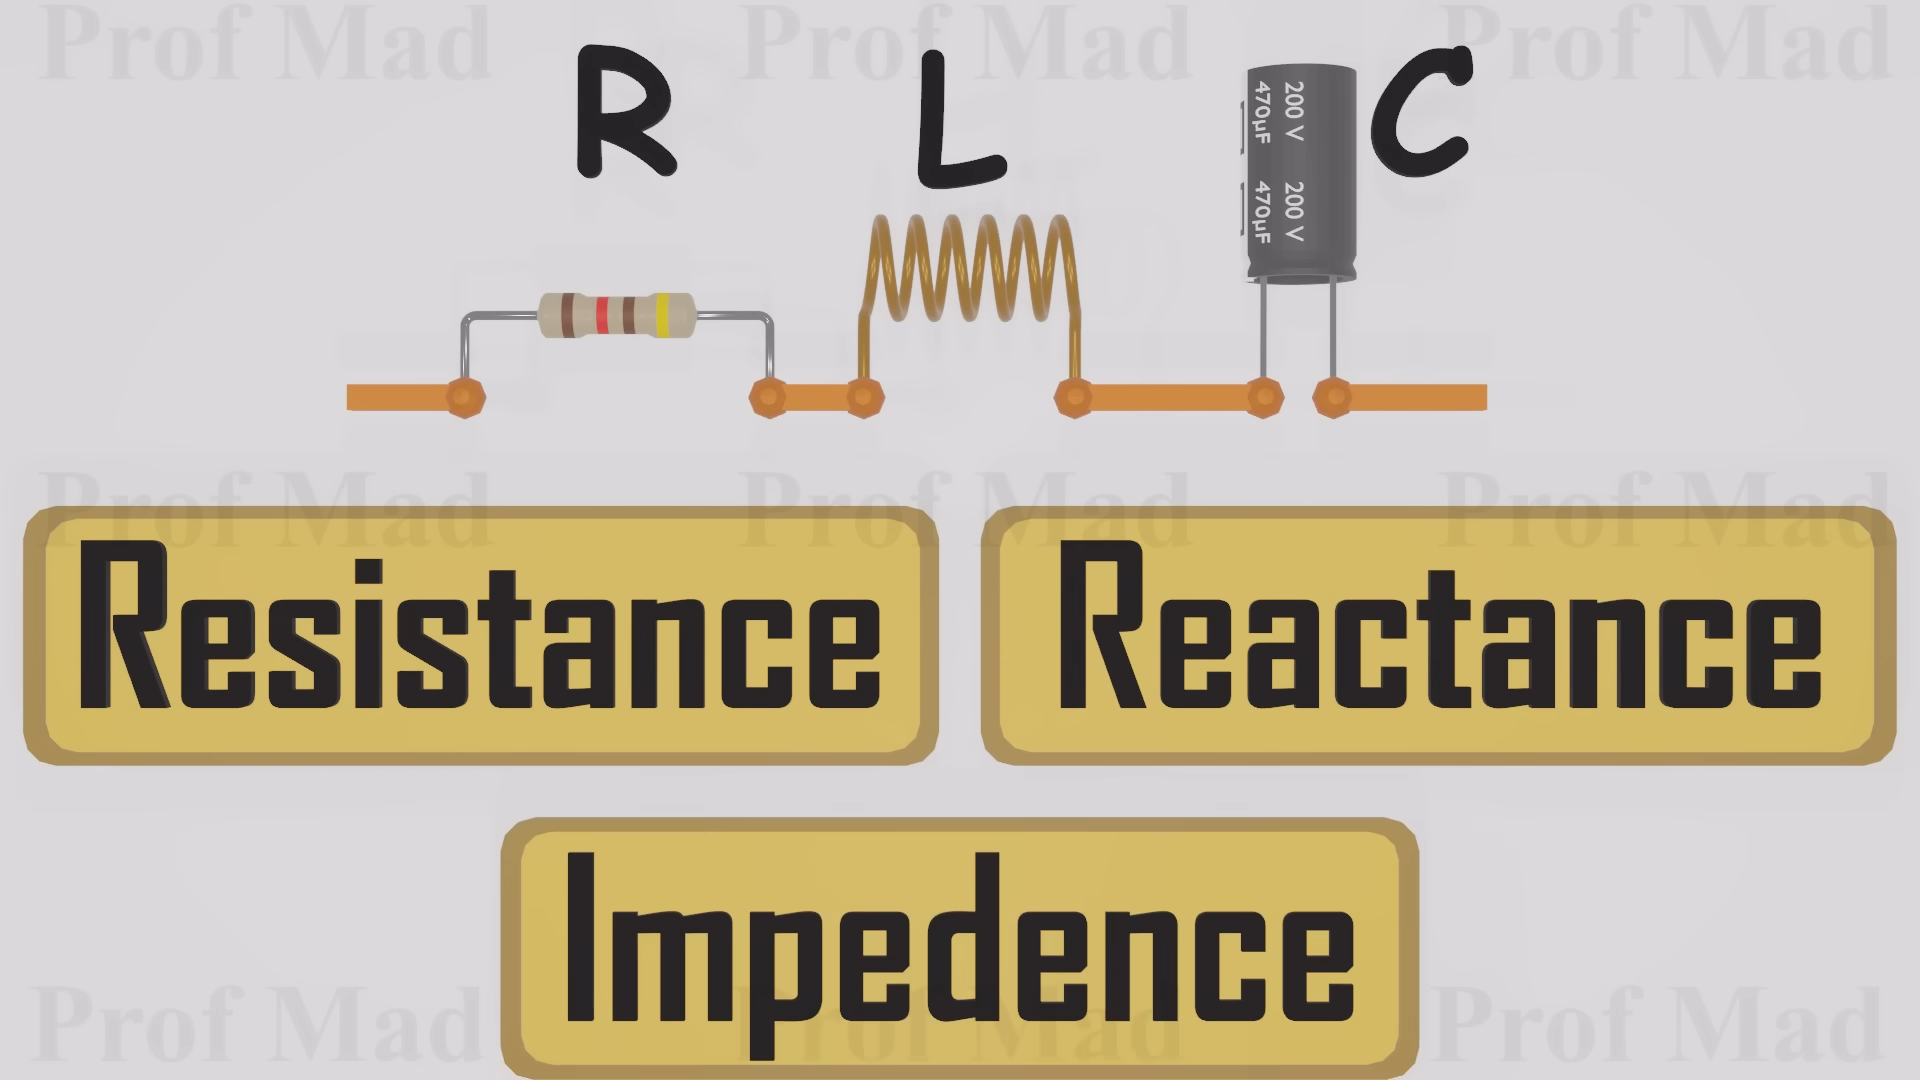 Prof Mad Prof Mad Prof Mad
R L C
200 V 200 V
470µF 470µF
Prof Mad Prof Mad Prof Mad
Resistance Reactance
Impedence
Prof Mad Prof Mad Prof Mad